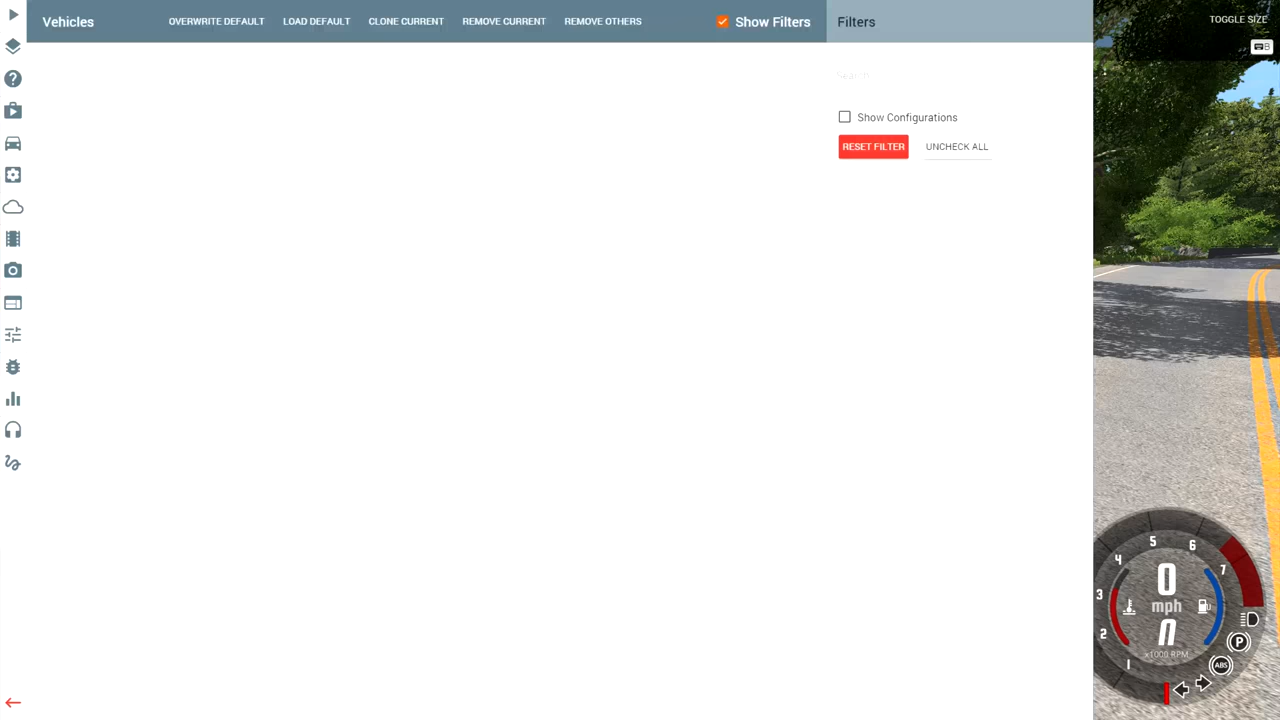 Vehicles
OVERWRITE DEFAULT
LOAD DEFAULT
CLONE CURRENT
REMOVE CURRENT
REMOVE OTHERS
Show Filters
Filters
TOGGLE SIZE
B
Search
Show Configurations
RESET FILTER
UNCHECK ALL
5
6
4
7
3
0
mph
2
n
x1000 RPM
1
P
ABS